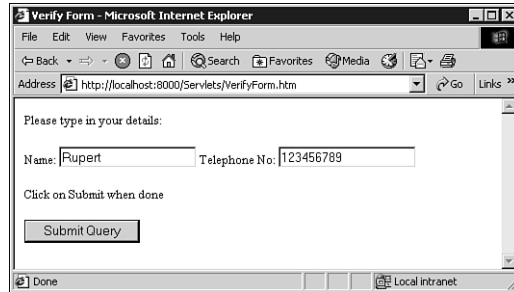 Verify Form - Microsoft Internet Explorer
File Edit View Favorites Tools Help
Back Search Favorites Media
Address http://localhost:8000/Servlets/VerifyForm.htm Go Links »
Please type in your details:
Name: Rupert Telephone No: 123456789
Click on Submit when done
Submit Query
Done Local intranet